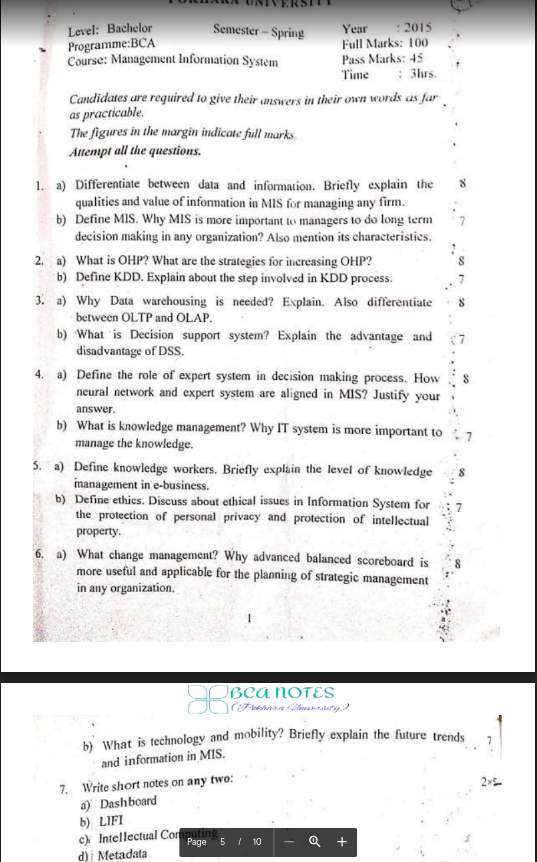 POKHARA UNIVERSITY
Level: Bachelor Semester – Spring Year : 2015
Programme:BCA Full Marks: 100
Course: Management Information System Pass Marks: 45
Time : 3hrs.
Candidates are required to give their answers in their own words as far
as practicable.
The figures in the margin indicate full marks.
Attempt all the questions.
1. a) Differentiate between data and information. Briefly explain the 8
qualities and value of information in MIS for managing any firm.
b) Define MIS. Why MIS is more important to managers to do long term 7
decision making in any organization? Also mention its characteristics.
2. a) What is OHP? What are the strategies for increasing OHP? 8
b) Define KDD. Explain about the step involved in KDD process. 7
3. a) Why Data warehousing is needed? Explain. Also differentiate 8
between OLTP and OLAP.
b) What is Decision support system? Explain the advantage and 7
disadvantage of DSS.
4. a) Define the role of expert system in decision making process. How 8
neural network and expert system are aligned in MIS? Justify your
answer.
b) What is knowledge management? Why IT system is more important to 7
manage the knowledge.
5. a) Define knowledge workers. Briefly explain the level of knowledge 8
management in e-business.
b) Define ethics. Discuss about ethical issues in Information System for 7
the protection of personal privacy and protection of intellectual
property.
6. a) What change management? Why advanced balanced scoreboard is 8
more useful and applicable for the planning of strategic management
in any organization.
1
BCA NOTES
(Pokhara University)
b) What is technology and mobility? Briefly explain the future trends 7
and information in MIS.
7. Write short notes on any two: 2×5
a) Dashboard
b) LIFI
c) Intellectual Computing
d) Metadata
Page 5 / 10